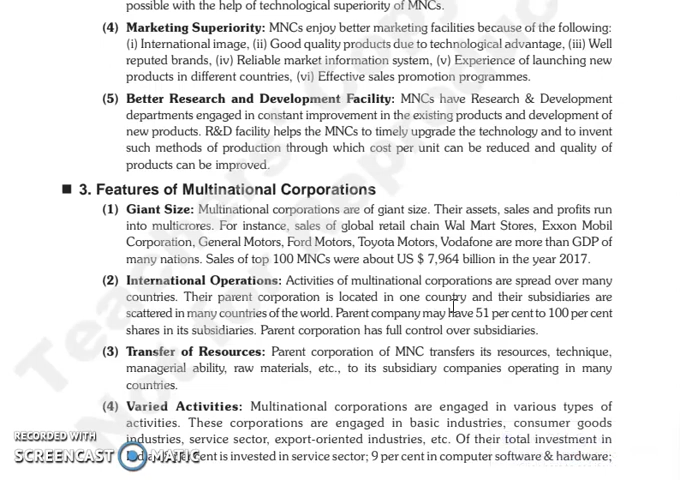 possible with the help of technological superiority of MNCs.
(4) Marketing Superiority: MNCs enjoy better marketing facilities because of the following:
(i) International image, (ii) Good quality products due to technological advantage, (iii) Well
reputed brands, (iv) Reliable market information system, (v) Experience of launching new
products in different countries, (vi) Effective sales promotion programmes.
(5) Better Research and Development Facility: MNCs have Research & Development
departments engaged in constant improvement in the existing products and development of
new products. R&D facility helps the MNCs to timely upgrade the technology and to invent
such methods of production through which cost per unit can be reduced and quality of
products can be improved.
■ 3. Features of Multinational Corporations
(1) Giant Size: Multinational corporations are of giant size. Their assets, sales and profits run
into multicrores. For instance, sales of global retail chain Wal Mart Stores, Exxon Mobil
Corporation, General Motors, Ford Motors, Toyota Motors, Vodafone are more than GDP of
many nations. Sales of top 100 MNCs were about US $ 7,964 billion in the year 2017.
(2) International Operations: Activities of multinational corporations are spread over many
countries. Their parent corporation is located in one country and their subsidiaries are
scattered in many countries of the world. Parent company may have 51 per cent to 100 per cent
shares in its subsidiaries. Parent corporation has full control over subsidiaries.
(3) Transfer of Resources: Parent corporation of MNC transfers its resources, technique,
managerial ability, raw materials, etc., to its subsidiary companies operating in many
countries.
(4) Varied Activities: Multinational corporations are engaged in various types of
activities. These corporations are engaged in basic industries, consumer goods
industries, service sector, export-oriented industries, etc. Of their total investment in
cent is invested in service sector; 9 per cent in computer software & hardware;
RECORDED WITH
SCREENCAST MATIC